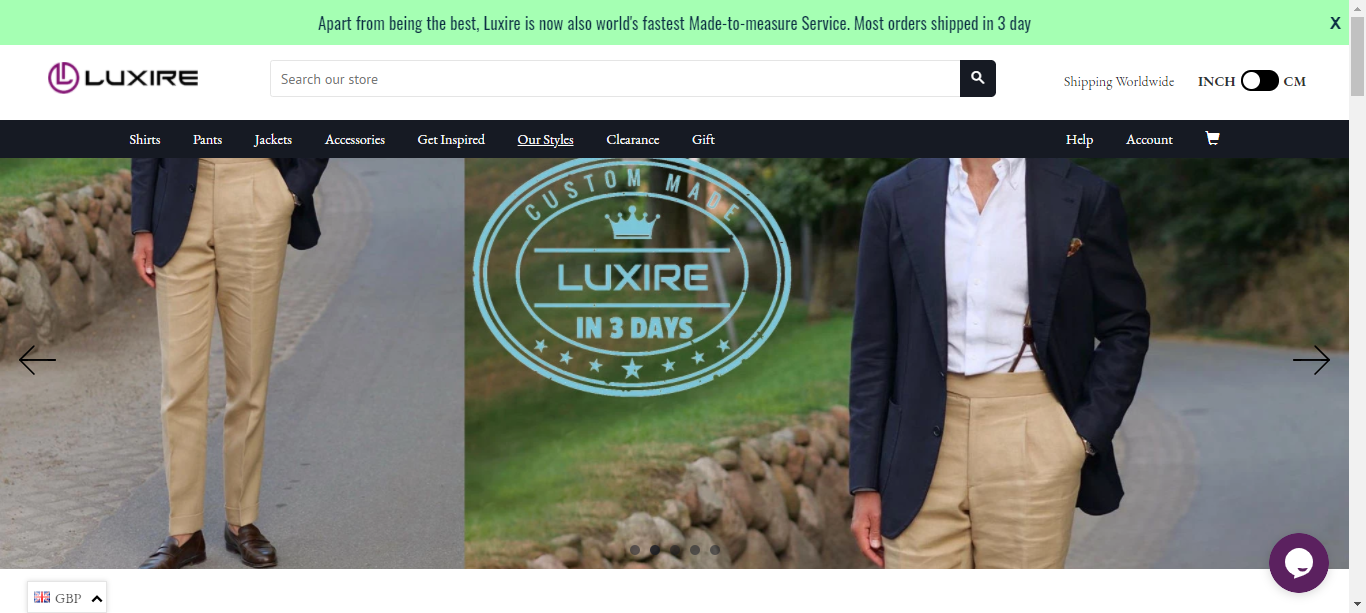 Apart from being the best, Luxire is now also world's fastest Made-to-measure Service. Most orders shipped in 3 day
X
LUXIRE
Search our store
Shipping Worldwide
INCH CM
Shirts Pants Jackets Accessories Get Inspired Our Styles Clearance Gift Help Account
CUSTOM MADE
LUXIRE
IN 3 DAYS
GBP